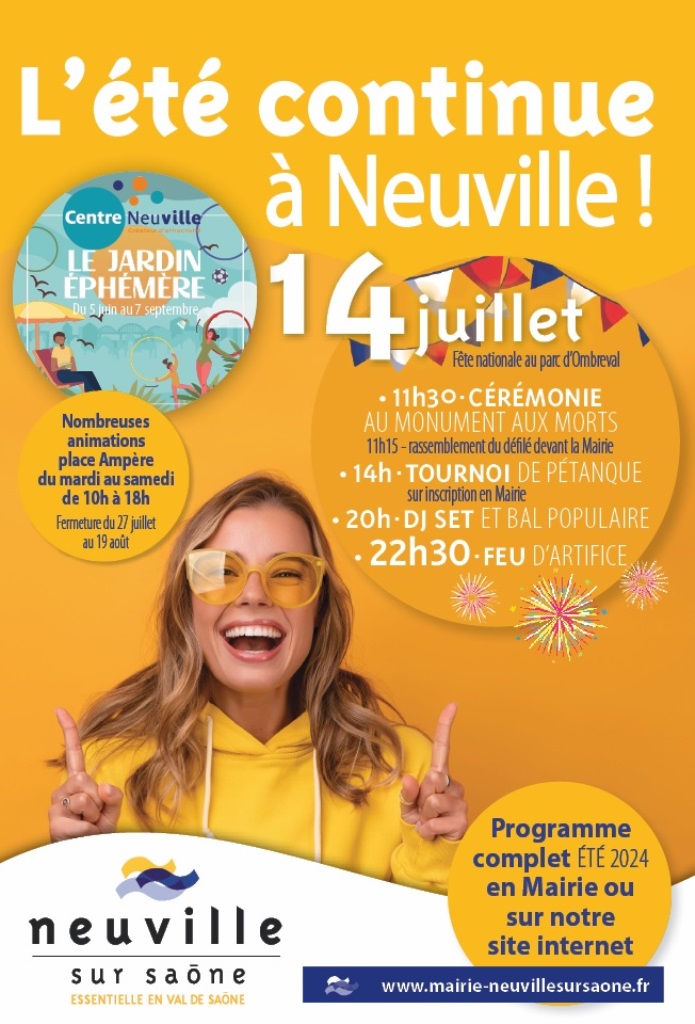 L'été continue
à Neuville !
Centre Neuville
Créateur d'attractivité
LE JARDIN
ÉPHÉMÈRE
Du 5 juin au 7 septembre
14 juillet
Fête nationale au parc d'Ombreval
• 11h30 · CÉRÉMONIE
AU MONUMENT AUX MORTS
11h15 - rassemblement du défilé devant la Mairie
• 14h · TOURNOI DE PÉTANQUE
sur inscription en Mairie
• 20h · DJ SET ET BAL POPULAIRE
• 22h30 · FEU D'ARTIFICE
Nombreuses
animations
place Ampère
du mardi au samedi
de 10h à 18h
Fermeture du 27 juillet
au 19 août
Programme
complet ÉTÉ 2024
en Mairie ou
sur notre
site internet
neuville
sur saône
ESSENTIELLE EN VAL DE SAÔNE
www.mairie-neuvillesursaone.fr